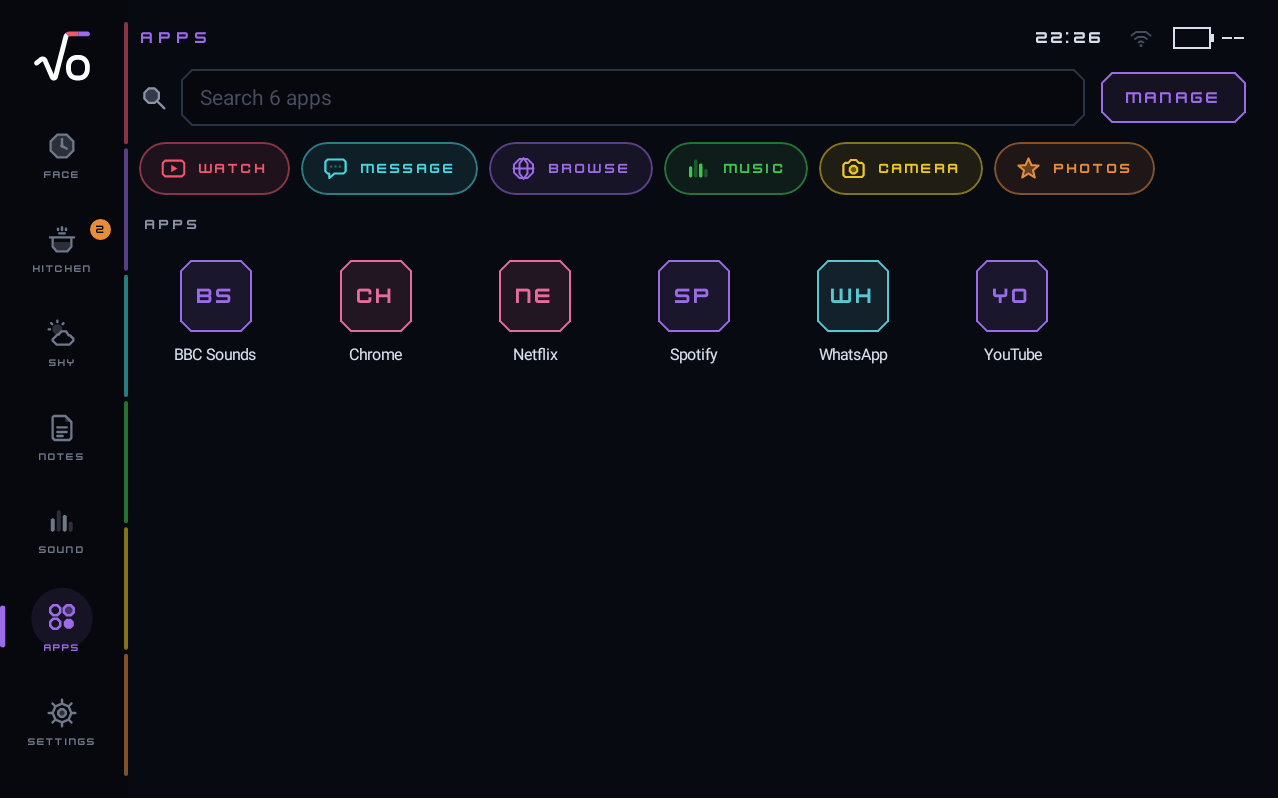 √o
APPS
22:26
--
Search 6 apps
MANAGE
WATCH
MESSAGE
BROWSE
MUSIC
CAMERA
PHOTOS
APPS
BS
CH
NE
SP
WH
YO
BBC Sounds
Chrome
Netflix
Spotify
WhatsApp
YouTube
FACE
2
KITCHEN
SKY
NOTES
SOUND
APPS
SETTINGS